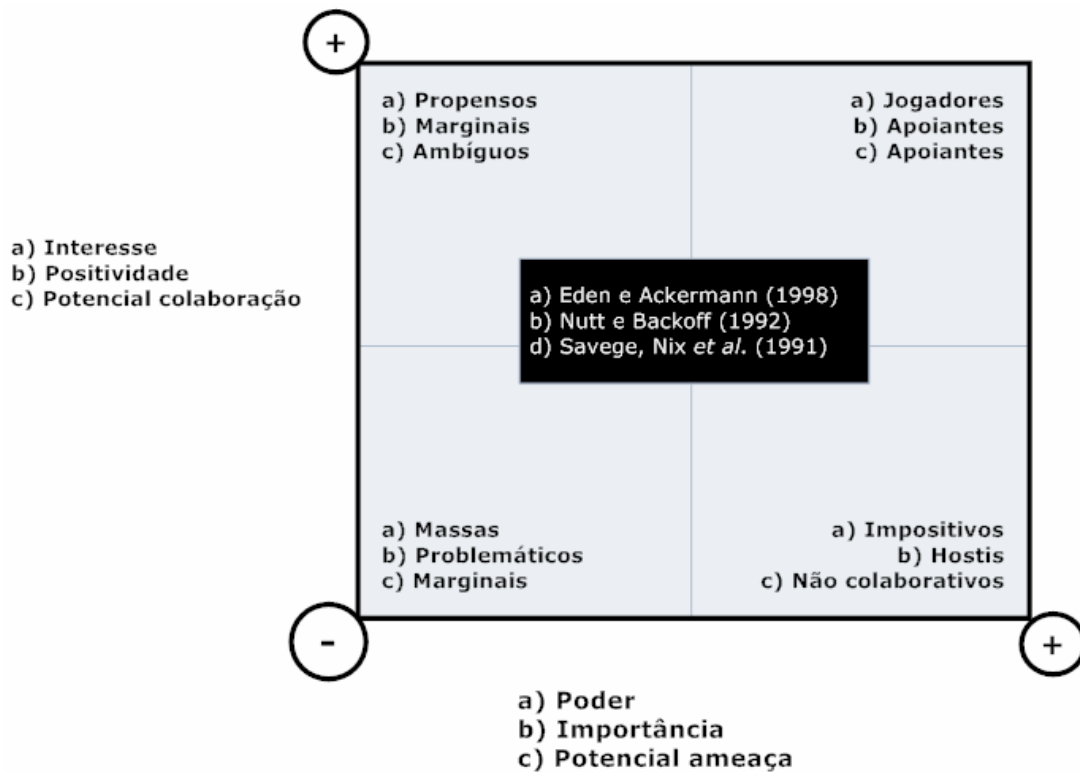 +
a) Propensos
b) Marginais
c) Ambíguos
a) Jogadores
b) Apoiantes
c) Apoiantes
a) Interesse
b) Positividade
c) Potencial colaboração
a) Eden e Ackermann (1998)
b) Nutt e Backoff (1992)
d) Savege, Nix et al. (1991)
a) Massas
b) Problemáticos
c) Marginais
a) Impositivos
b) Hostis
c) Não colaborativos
-
+
a) Poder
b) Importância
c) Potencial ameaça